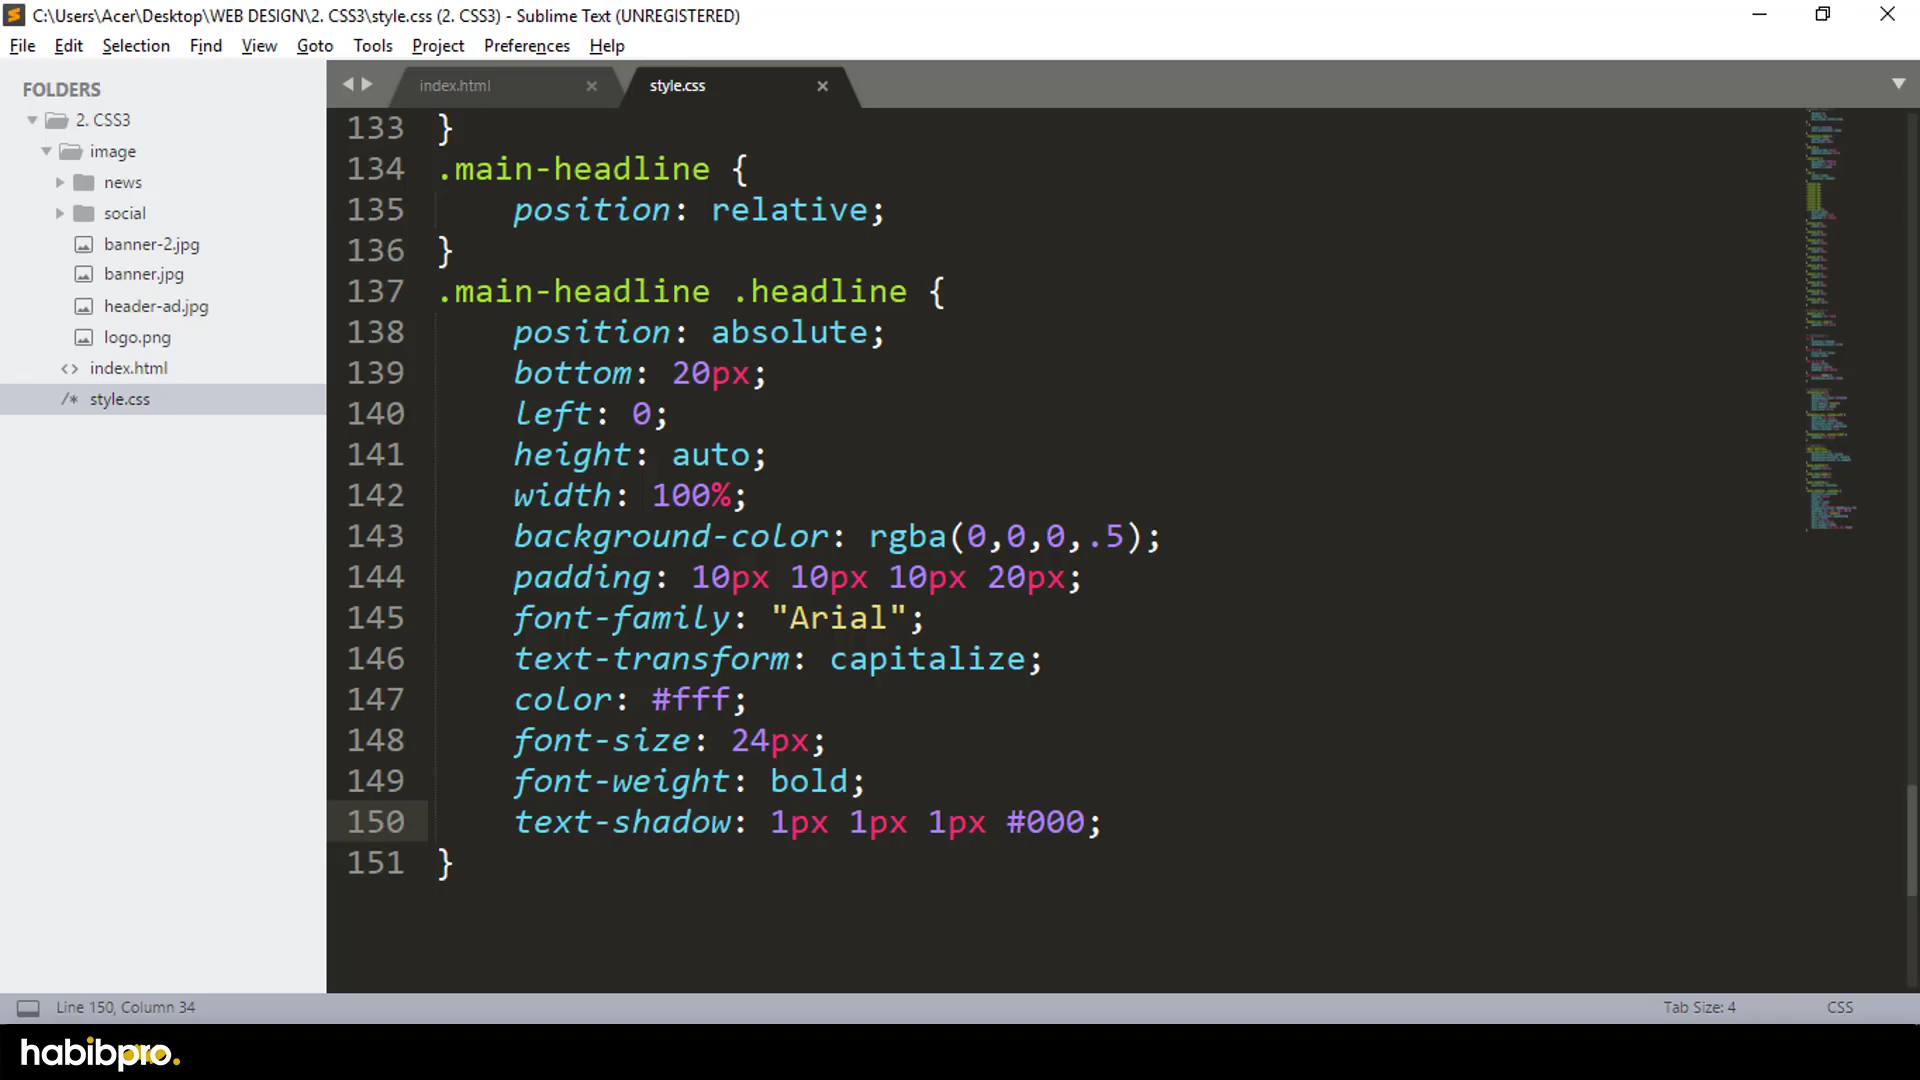 C:\Users\Acer\Desktop\WEB DESIGN\2. CSS3\style.css (2. CSS3) - Sublime Text (UNREGISTERED)
File Edit Selection Find View Goto Tools Project Preferences Help
FOLDERS
2. CSS3
image
news
social
banner-2.jpg
banner.jpg
header-ad.jpg
logo.png
<> index.html
/* style.css
index.html style.css
133 }
134 .main-headline {
135     position: relative;
136 }
137 .main-headline .headline {
138     position: absolute;
139     bottom: 20px;
140     left: 0;
141     height: auto;
142     width: 100%;
143     background-color: rgba(0,0,0,.5);
144     padding: 10px 10px 10px 20px;
145     font-family: "Arial";
146     text-transform: capitalize;
147     color: #fff;
148     font-size: 24px;
149     font-weight: bold;
150     text-shadow: 1px 1px 1px #000;
151 }
Line 150, Column 34 Tab Size: 4 CSS
habibpro.